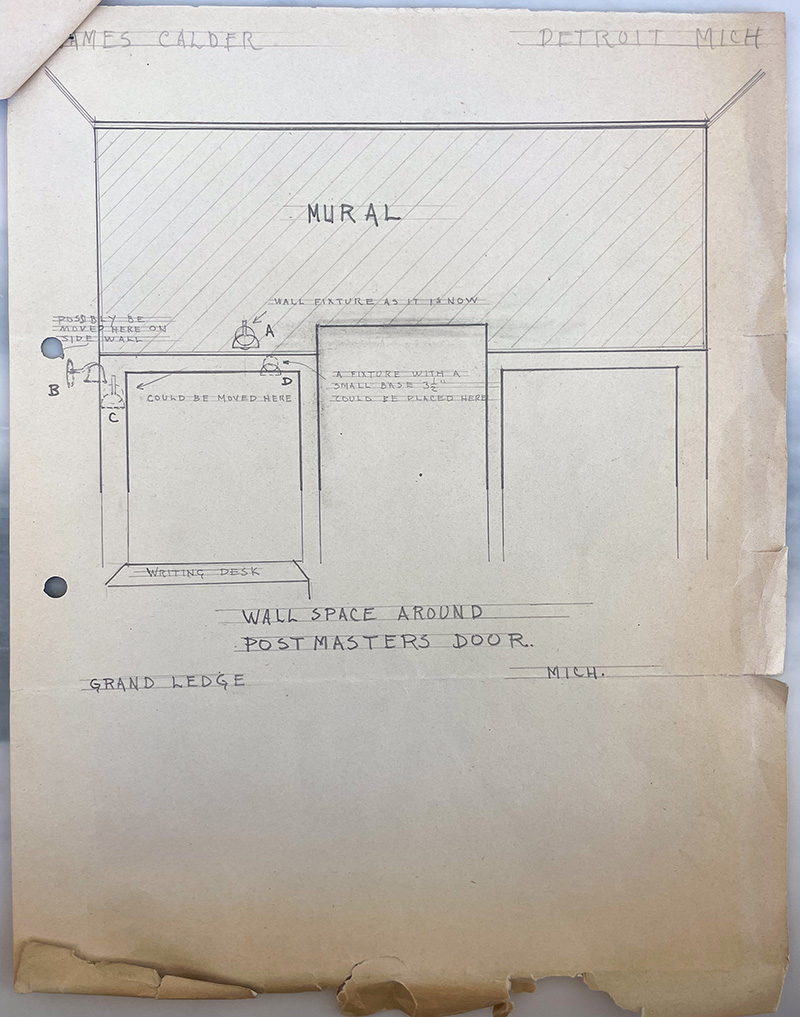 AMES CALDER
DETROIT MICH
MURAL
WALL FIXTURE AS IT IS NOW
A
POSSBLY BE
MOVED HERE ON
SIDE WALL
B
C
D
COULD BE MOVED HERE
A FIXTURE WITH A
SMALL BASE 3½"
COULD BE PLACED HERE
WRITING DESK
WALL SPACE AROUND
POSTMASTERS DOOR.
GRAND LEDGE
MICH.